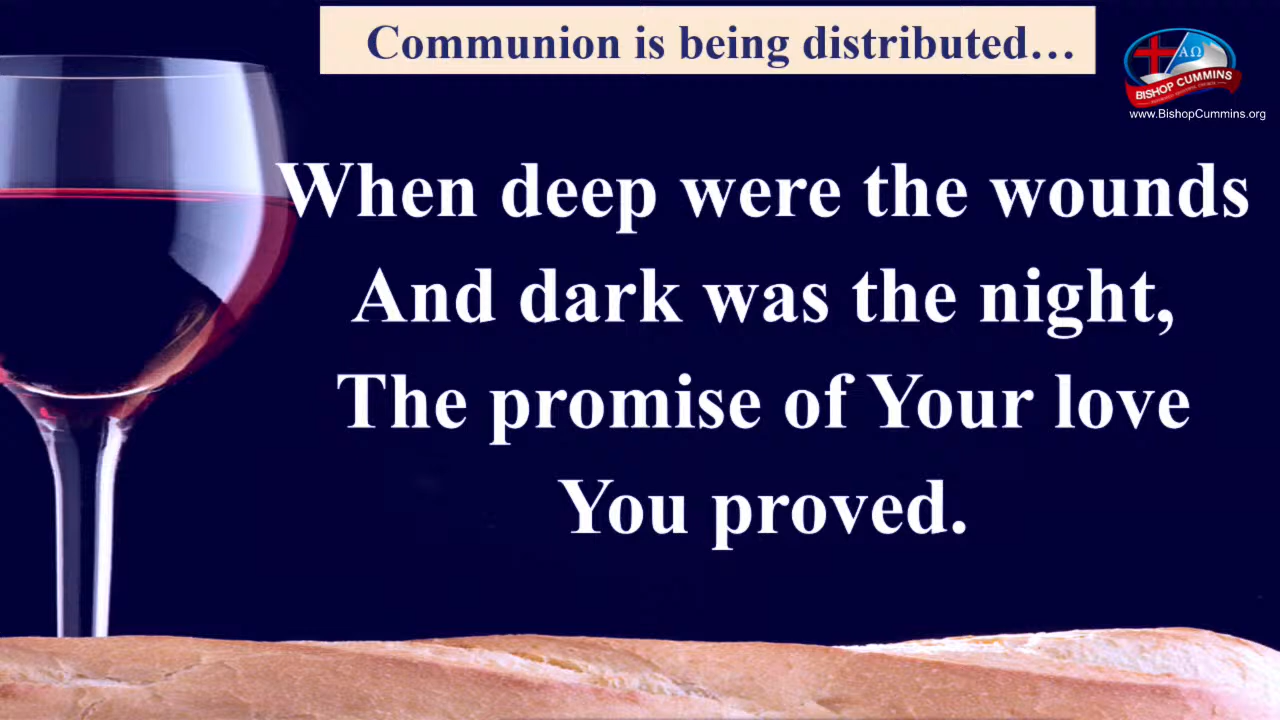 Communion is being distributed…
ΑΩ
BISHOP CUMMINS
www.BishopCummins.org
When deep were the wounds
And dark was the night,
The promise of Your love
You proved.